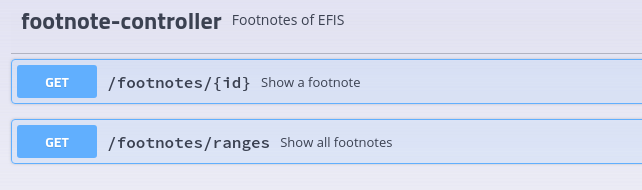 footnote-controller Footnotes of EFIS
GET /footnotes/{id} Show a footnote
GET /footnotes/ranges Show all footnotes